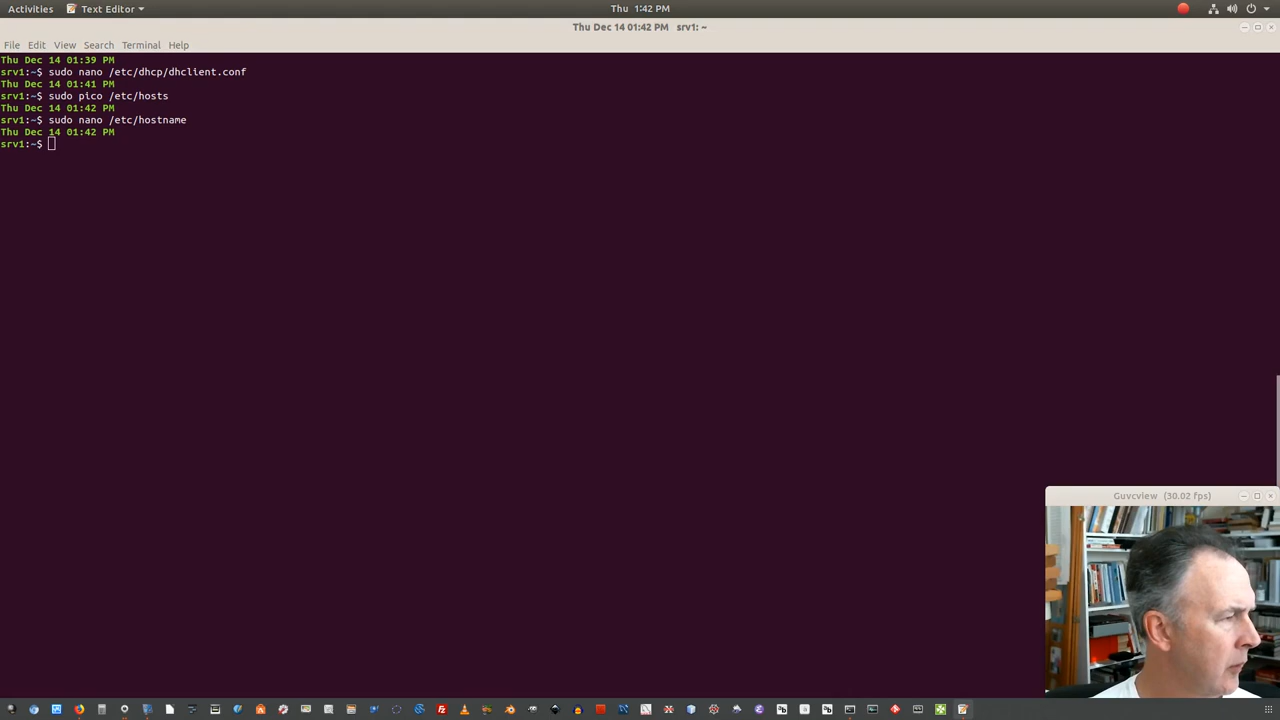 Activities Text Editor Thu 1:42 PM
Thu Dec 14 01:42 PM srv1: ~
File Edit View Search Terminal Help
Thu Dec 14 01:39 PM
srv1:~$ sudo nano /etc/dhcp/dhclient.conf
Thu Dec 14 01:41 PM
srv1:~$ sudo pico /etc/hosts
Thu Dec 14 01:42 PM
srv1:~$ sudo nano /etc/hostname
Thu Dec 14 01:42 PM
srv1:~$
Guvcview (30.02 fps)